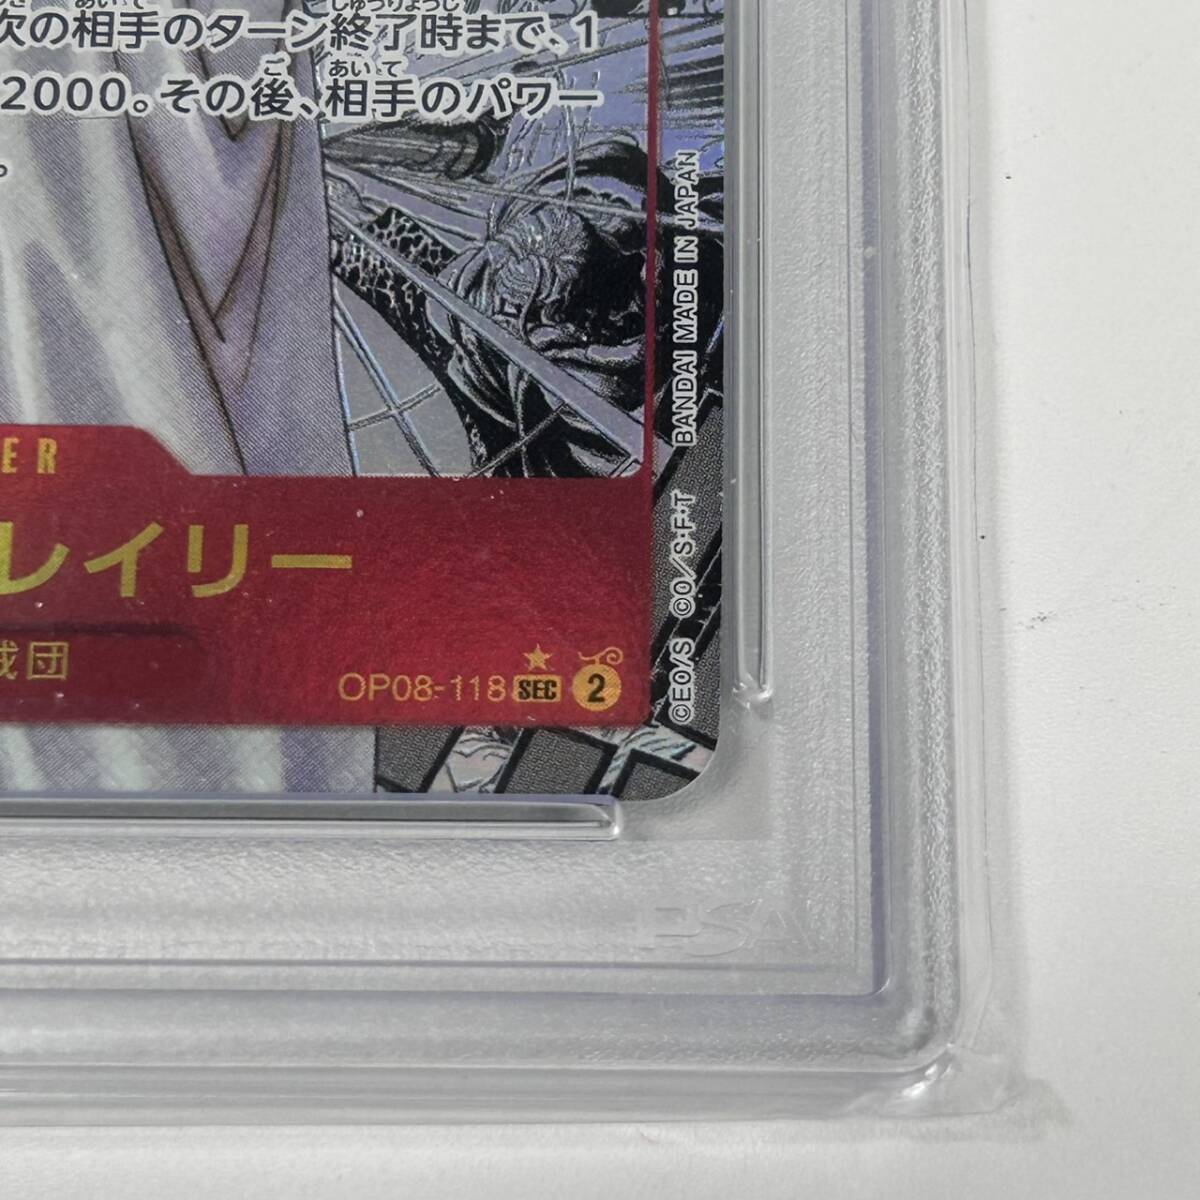 次の相手のターン終了時まで、1
2000。その後、相手のパワー
。
ER
レイリー
団
OP08-118 SEC 2
©EO/S ©O/S・F・T BANDAI MADE IN JAPAN
PSA